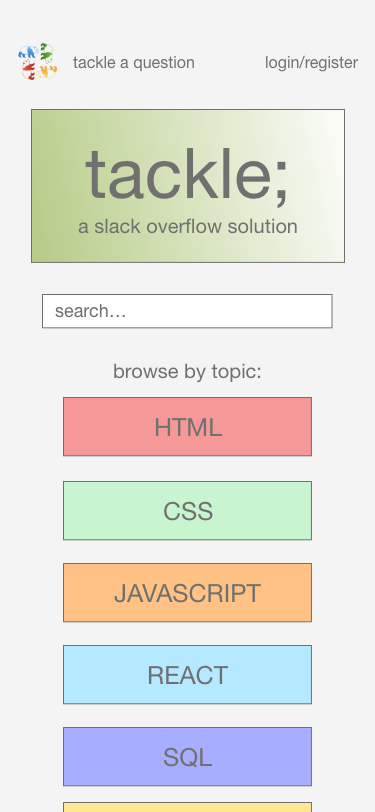 tackle a question
login/register
tackle;
a slack overflow solution
search...
browse by topic:
HTML
CSS
JAVASCRIPT
REACT
SQL